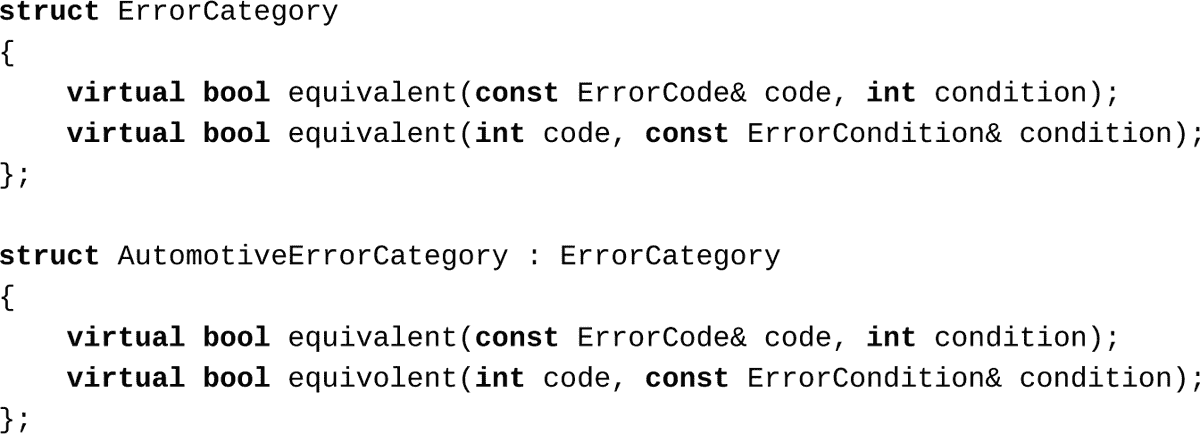 struct ErrorCategory
{
    virtual bool equivalent(const ErrorCode& code, int condition);
    virtual bool equivalent(int code, const ErrorCondition& condition);
};

struct AutomotiveErrorCategory : ErrorCategory
{
    virtual bool equivalent(const ErrorCode& code, int condition);
    virtual bool equivolent(int code, const ErrorCondition& condition);
};